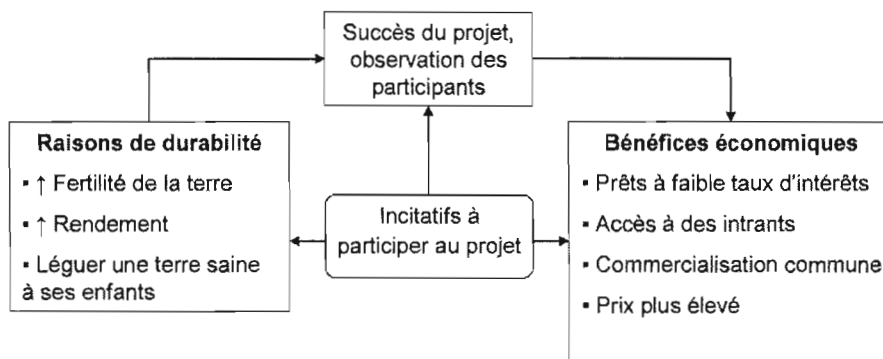 Succès du projet,
observation des
participants
Raisons de durabilité
▪ ↑ Fertilité de la terre
▪ ↑ Rendement
▪ Léguer une terre saine
à ses enfants
Incitatifs à
participer au projet
Bénéfices économiques
▪ Prêts à faible taux d'intérêts
▪ Accès à des intrants
▪ Commercialisation commune
▪ Prix plus élevé